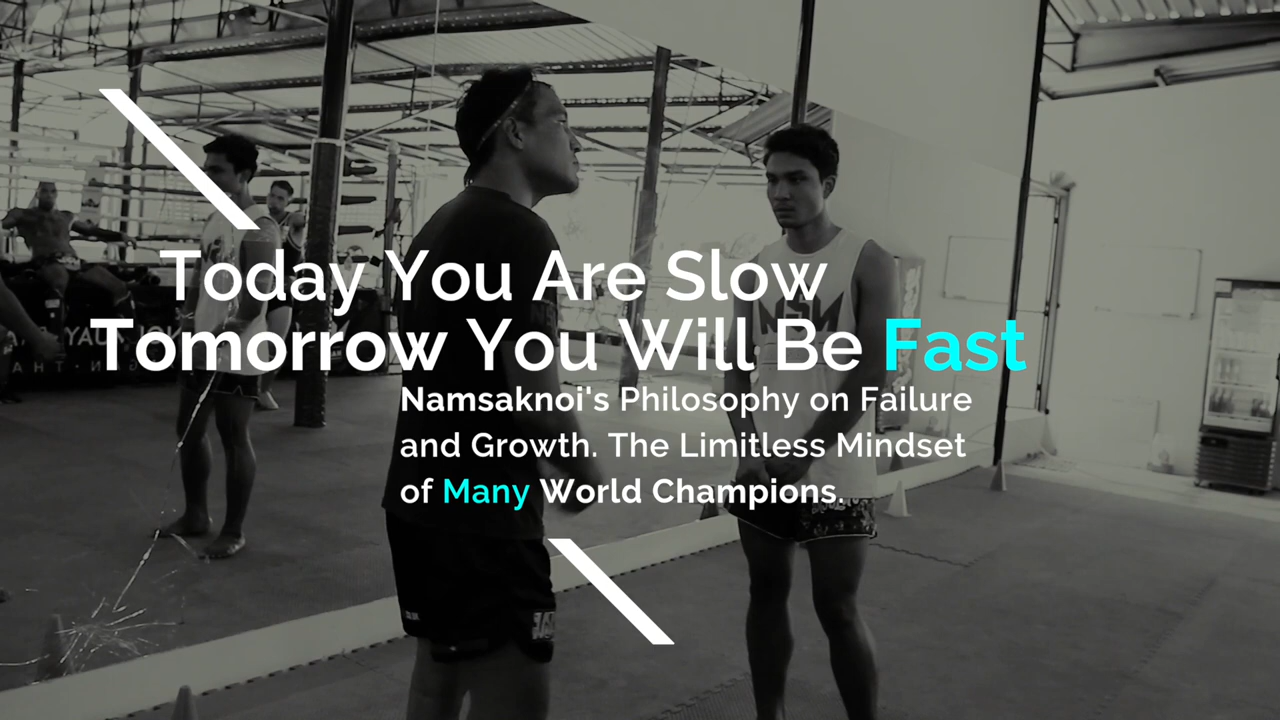 Today You Are Slow
Tomorrow You Will Be Fast
Namsaknoi's Philosophy on Failure
and Growth. The Limitless Mindset
of Many World Champions.